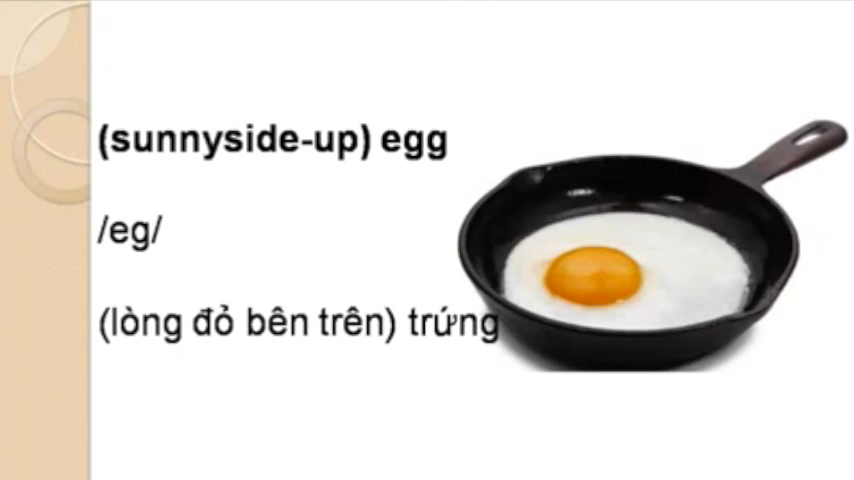 (sunnyside-up) egg
/eg/
(lòng đỏ bên trên) trứng